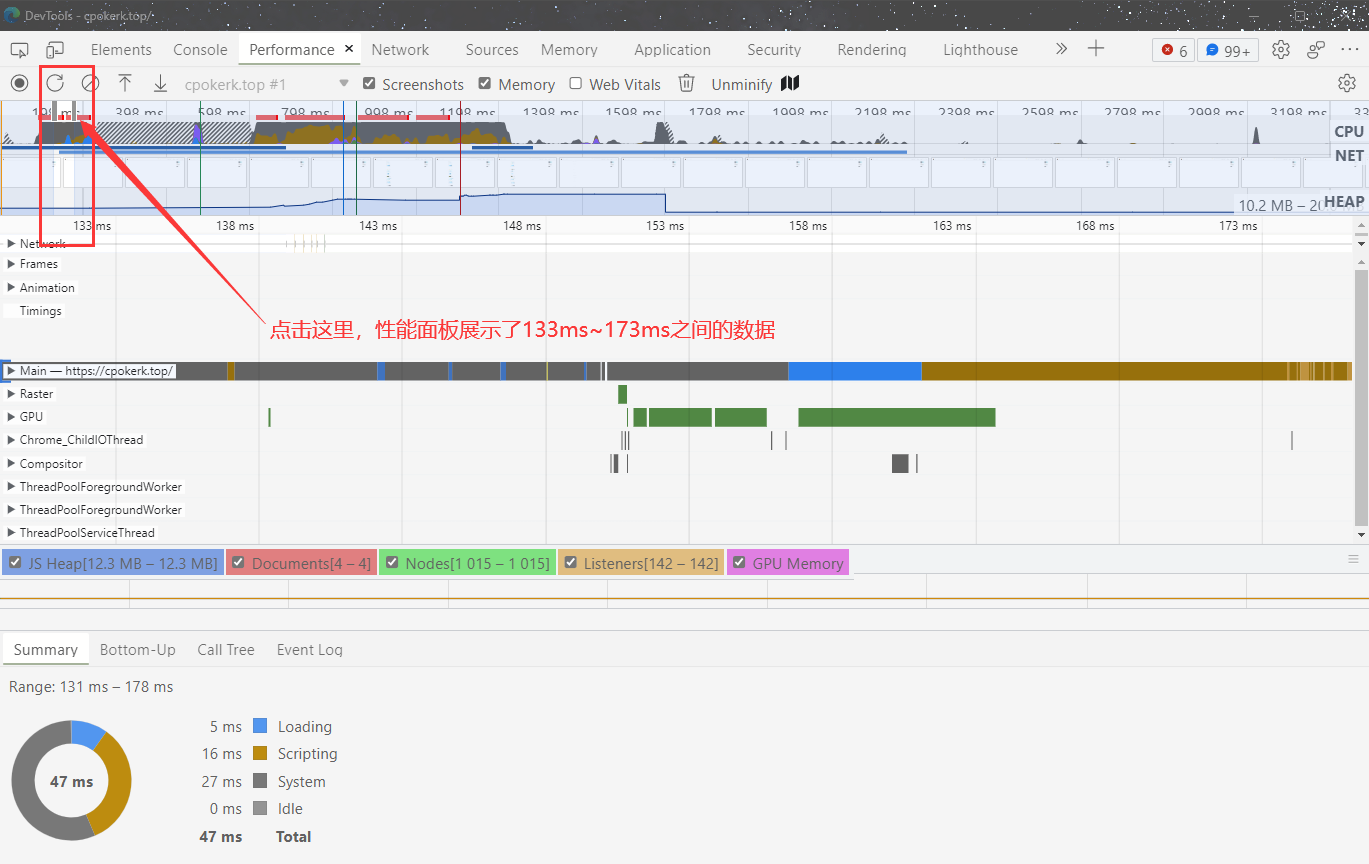 DevTools - cpokerk.top/
Elements Console Performance × Network Sources Memory Application Security Rendering Lighthouse » + 6 99+
cpokerk.top #1 Screenshots Memory Web Vitals Unminify
398 ms 598 ms 798 ms 998 ms 1198 ms 1398 ms 1598 ms 1798 ms 1998 ms 2198 ms 2398 ms 2598 ms 2798 ms 2998 ms 3198 ms
CPU
NET
10.2 MB – HEAP
133 ms 138 ms 143 ms 148 ms 153 ms 158 ms 163 ms 168 ms 173 ms
Network
Frames
Animation
Timings
点击这里，性能面板展示了133ms~173ms之间的数据
Main — https://cpokerk.top/
Raster
GPU
Chrome_ChildIOThread
Compositor
ThreadPoolForegroundWorker
ThreadPoolForegroundWorker
ThreadPoolServiceThread
JS Heap[12.3 MB – 12.3 MB] Documents[4 – 4] Nodes[1 015 – 1 015] Listeners[142 – 142] GPU Memory
Summary Bottom-Up Call Tree Event Log
Range: 131 ms – 178 ms
5 ms Loading
16 ms Scripting
47 ms
27 ms System
0 ms Idle
47 ms Total